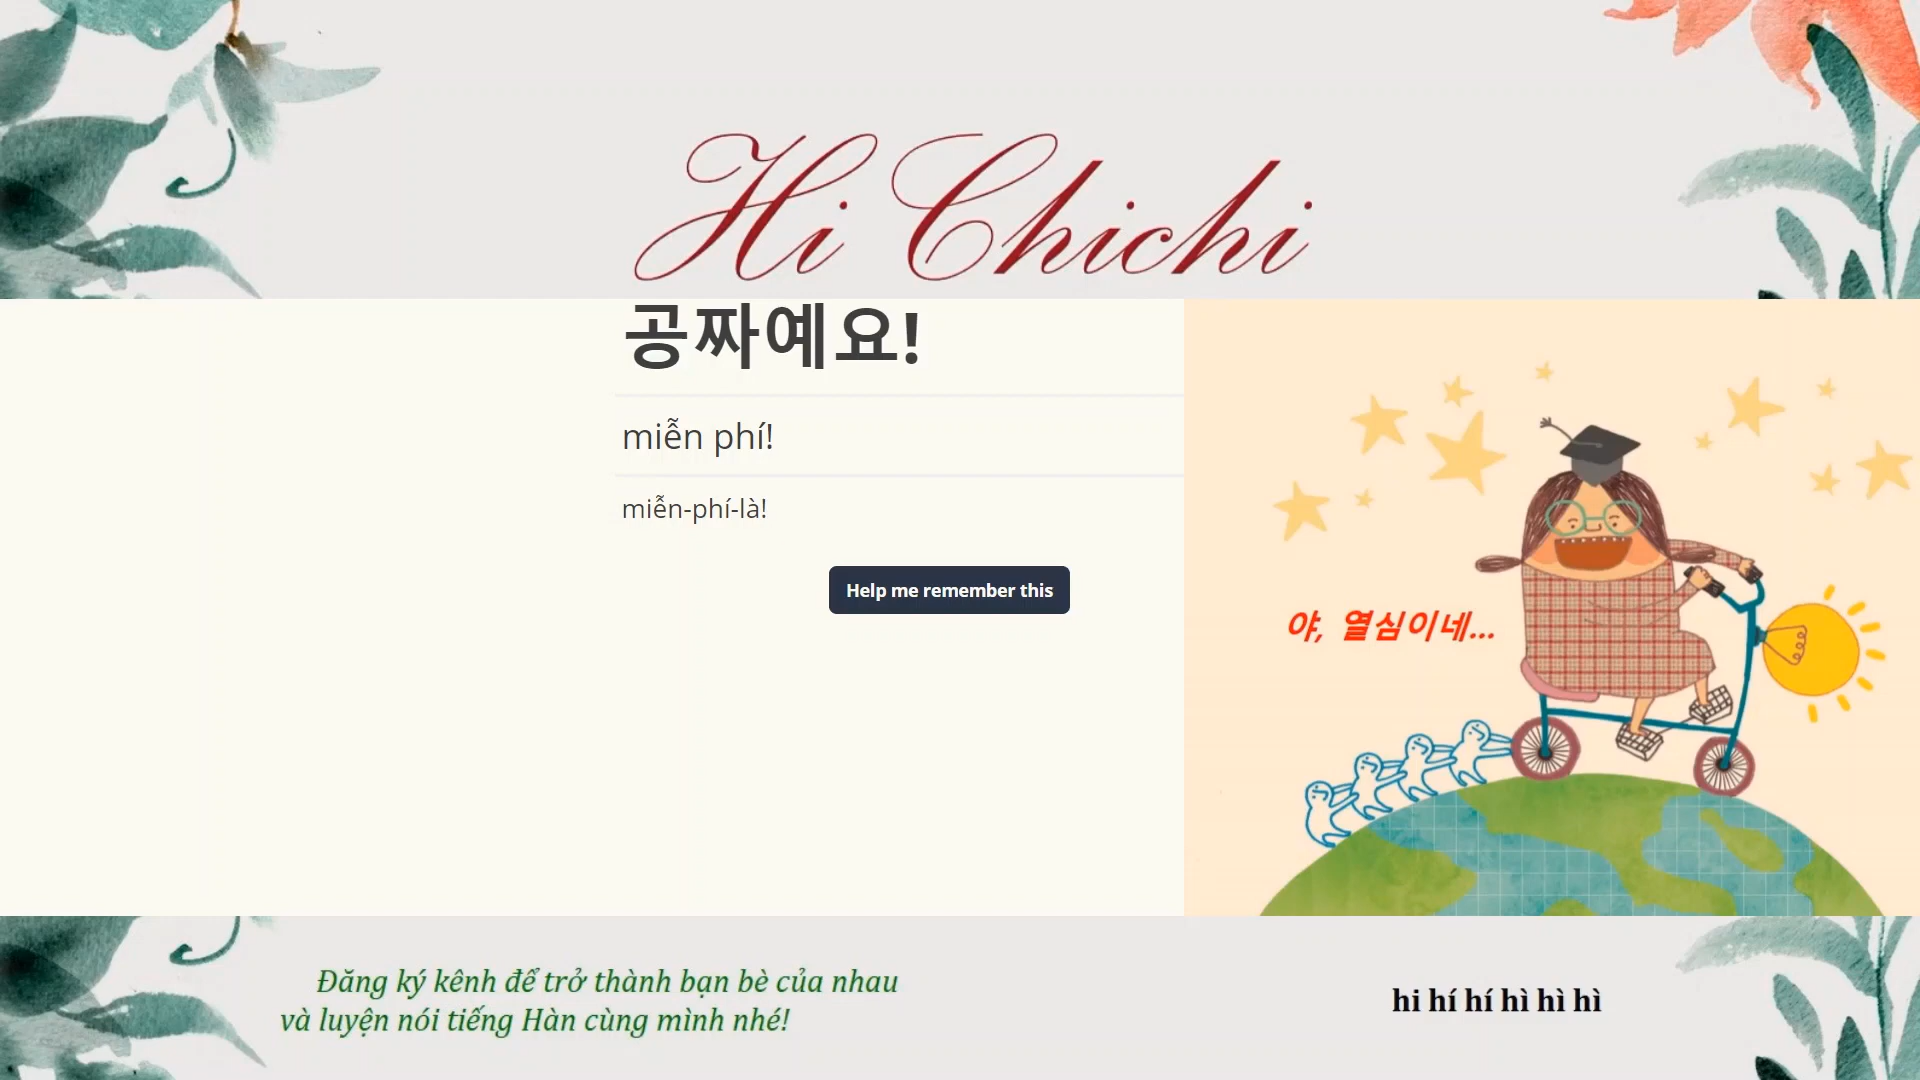 Hi Chichi
공짜예요!
miễn phí!
miễn-phí-là!
Help me remember this
야, 열심이네...
Đăng ký kênh để trở thành bạn bè của nhau
và luyện nói tiếng Hàn cùng mình nhé!
hi hí hí hì hì hì